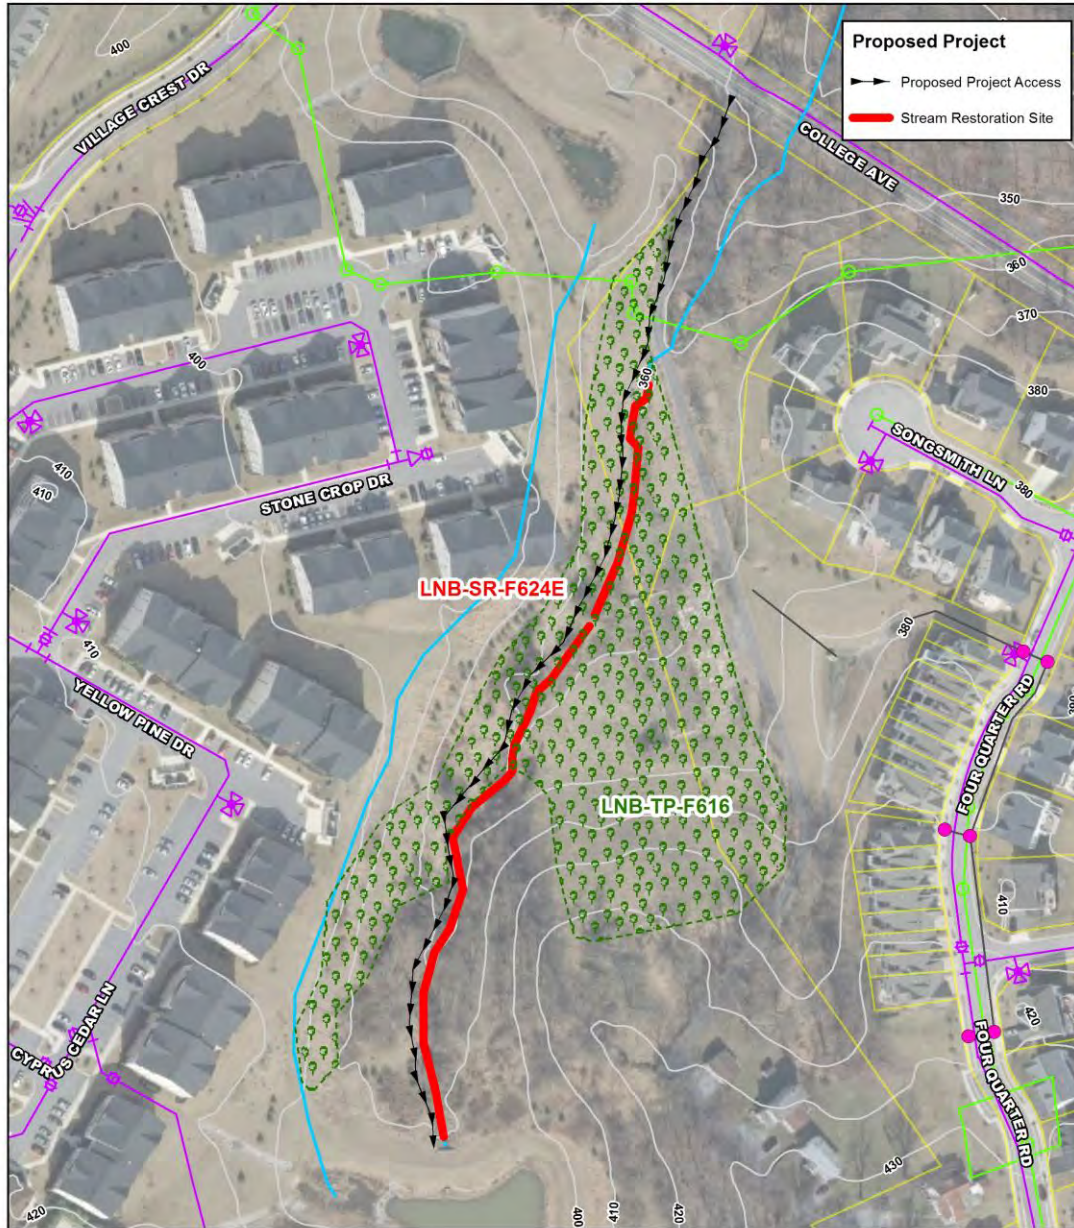 Proposed Project
Proposed Project Access
Stream Restoration Site
400
VILLAGE CREST DR
COLLEGE AVE
350
360
370
380
400
360
SONGSMITH LN
380
410
410
STONE CROP DR
LNB-SR-F624E
380
410
YELLOW PINE DR
FOUR QUARTER RD
390
LNB-TP-F616
410
CYPRUS CEDAR LN
420
FOUR QUARTER RD
430
420
400
410
420